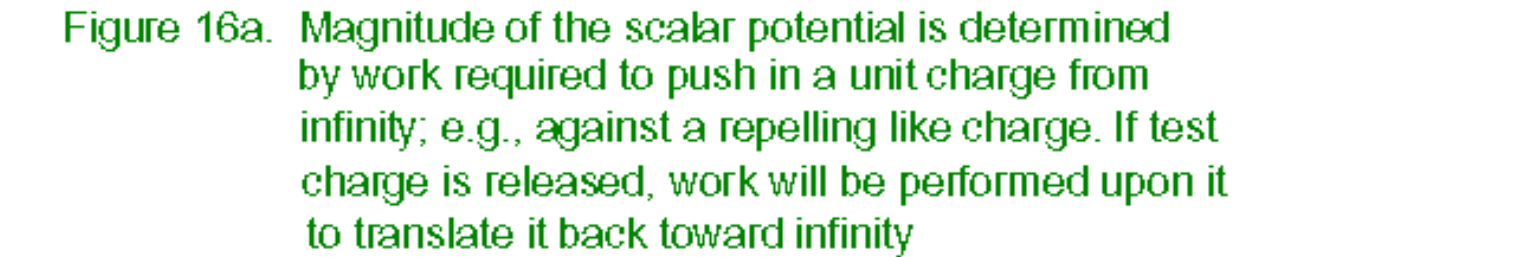 Figure 16a. Magnitude of the scalar potential is determined
by work required to push in a unit charge from
infinity; e.g., against a repelling like charge. If test
charge is released, work will be performed upon it
to translate it back toward infinity